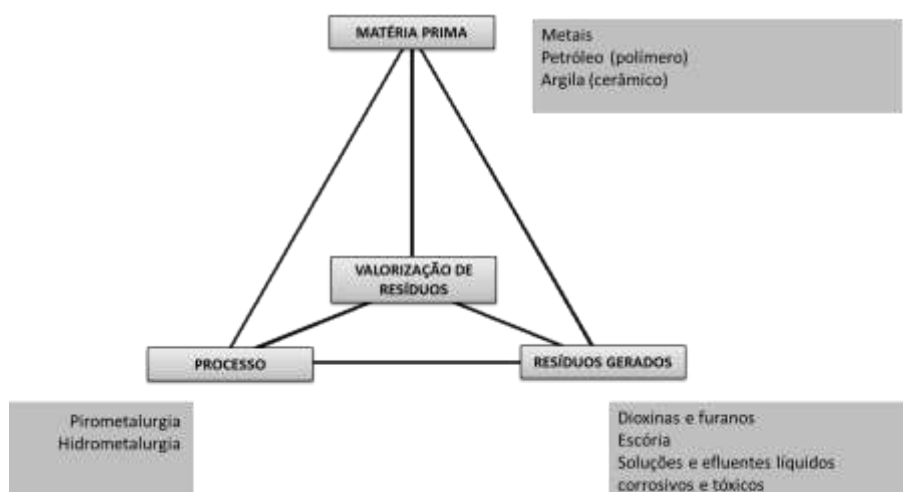 MATÉRIA PRIMA
Metais
Petróleo (polímero)
Argila (cerâmico)
VALORIZAÇÃO DE
RESÍDUOS
PROCESSO
RESÍDUOS GERADOS
Pirometalurgia
Hidrometalurgia
Dioxinas e furanos
Escória
Soluções e efluentes líquidos
corrosivos e tóxicos